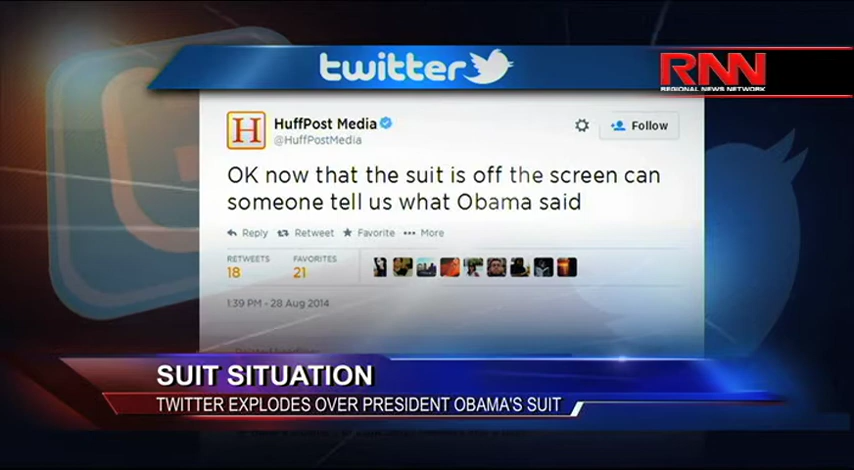 twitter
RNN
REGIONAL NEWS NETWORK
HuffPost Media
@HuffPostMedia
Follow
OK now that the suit is off the screen can
someone tell us what Obama said
Reply Retweet Favorite ••• More
RETWEETS FAVORITES
18 21
1:39 PM - 28 Aug 2014
SUIT SITUATION
TWITTER EXPLODES OVER PRESIDENT OBAMA'S SUIT